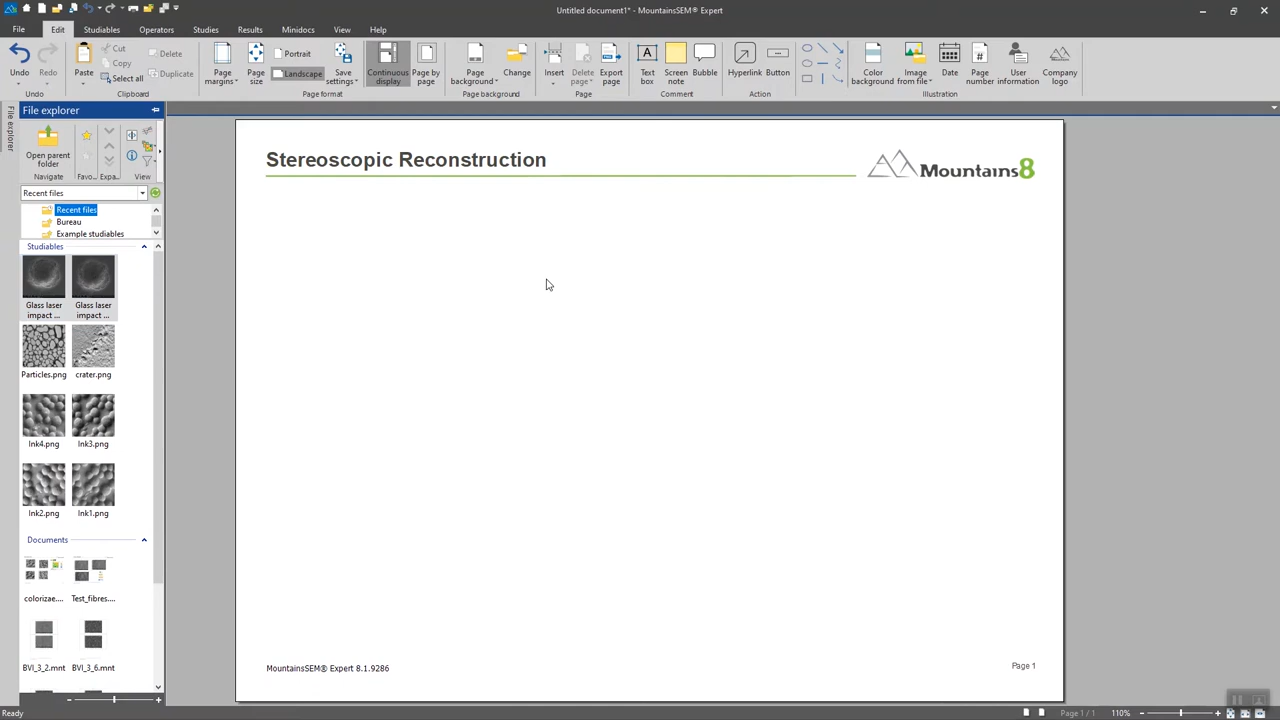 Untitled document1* - MountainsSEM® Expert
File Edit Studiables Operators Studies Results Minidocs View Help
Undo Redo
Paste
Cut
Copy
Select all
Delete
Duplicate
Page margins
Page size
Portrait
Landscape
Save settings
Continuous display
Page by page
Page background
Change
Insert
Delete page
Export page
Text box
Screen note
Bubble
Hyperlink
Button
Color background
Image from file
Date
Page number
User information
Company logo
Undo Clipboard Page format Page background Page Comment Action Illustration
File explorer
File explorer
Open parent folder
Navigate Favo... Expa... View
Recent files
Recent files
Bureau
Example studiables
Studiables
Glass laser impact ...
Glass laser impact ...
Particles.png crater.png
Ink4.png Ink3.png
Ink2.png Ink1.png
Documents
colorizae.... Test_fibres....
BVI_3_2.mnt BVI_3_6.mnt
Stereoscopic Reconstruction
Mountains8
MountainsSEM® Expert 8.1.9286
Page 1
Ready
Page 1 / 1
110%